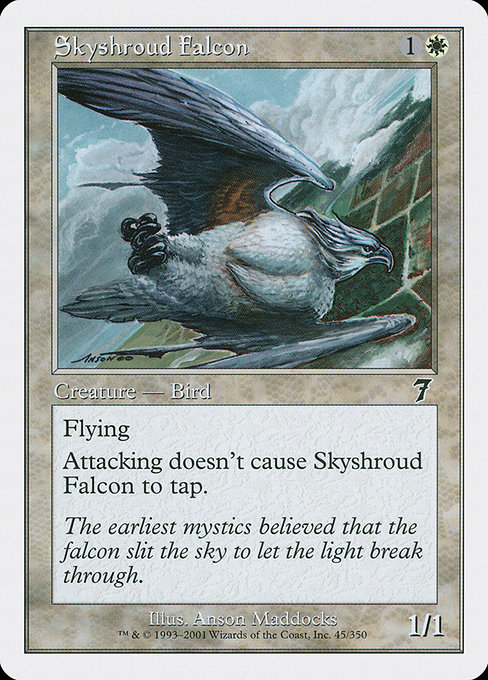 Skyshroud Falcon 1
ANSON 00
Creature — Bird 7
Flying
Attacking doesn't cause Skyshroud
Falcon to tap.
The earliest mystics believed that the
falcon slit the sky to let the light break
through.
Illus. Anson Maddocks
1/1
™ & © 1993–2001 Wizards of the Coast, Inc. 45/350